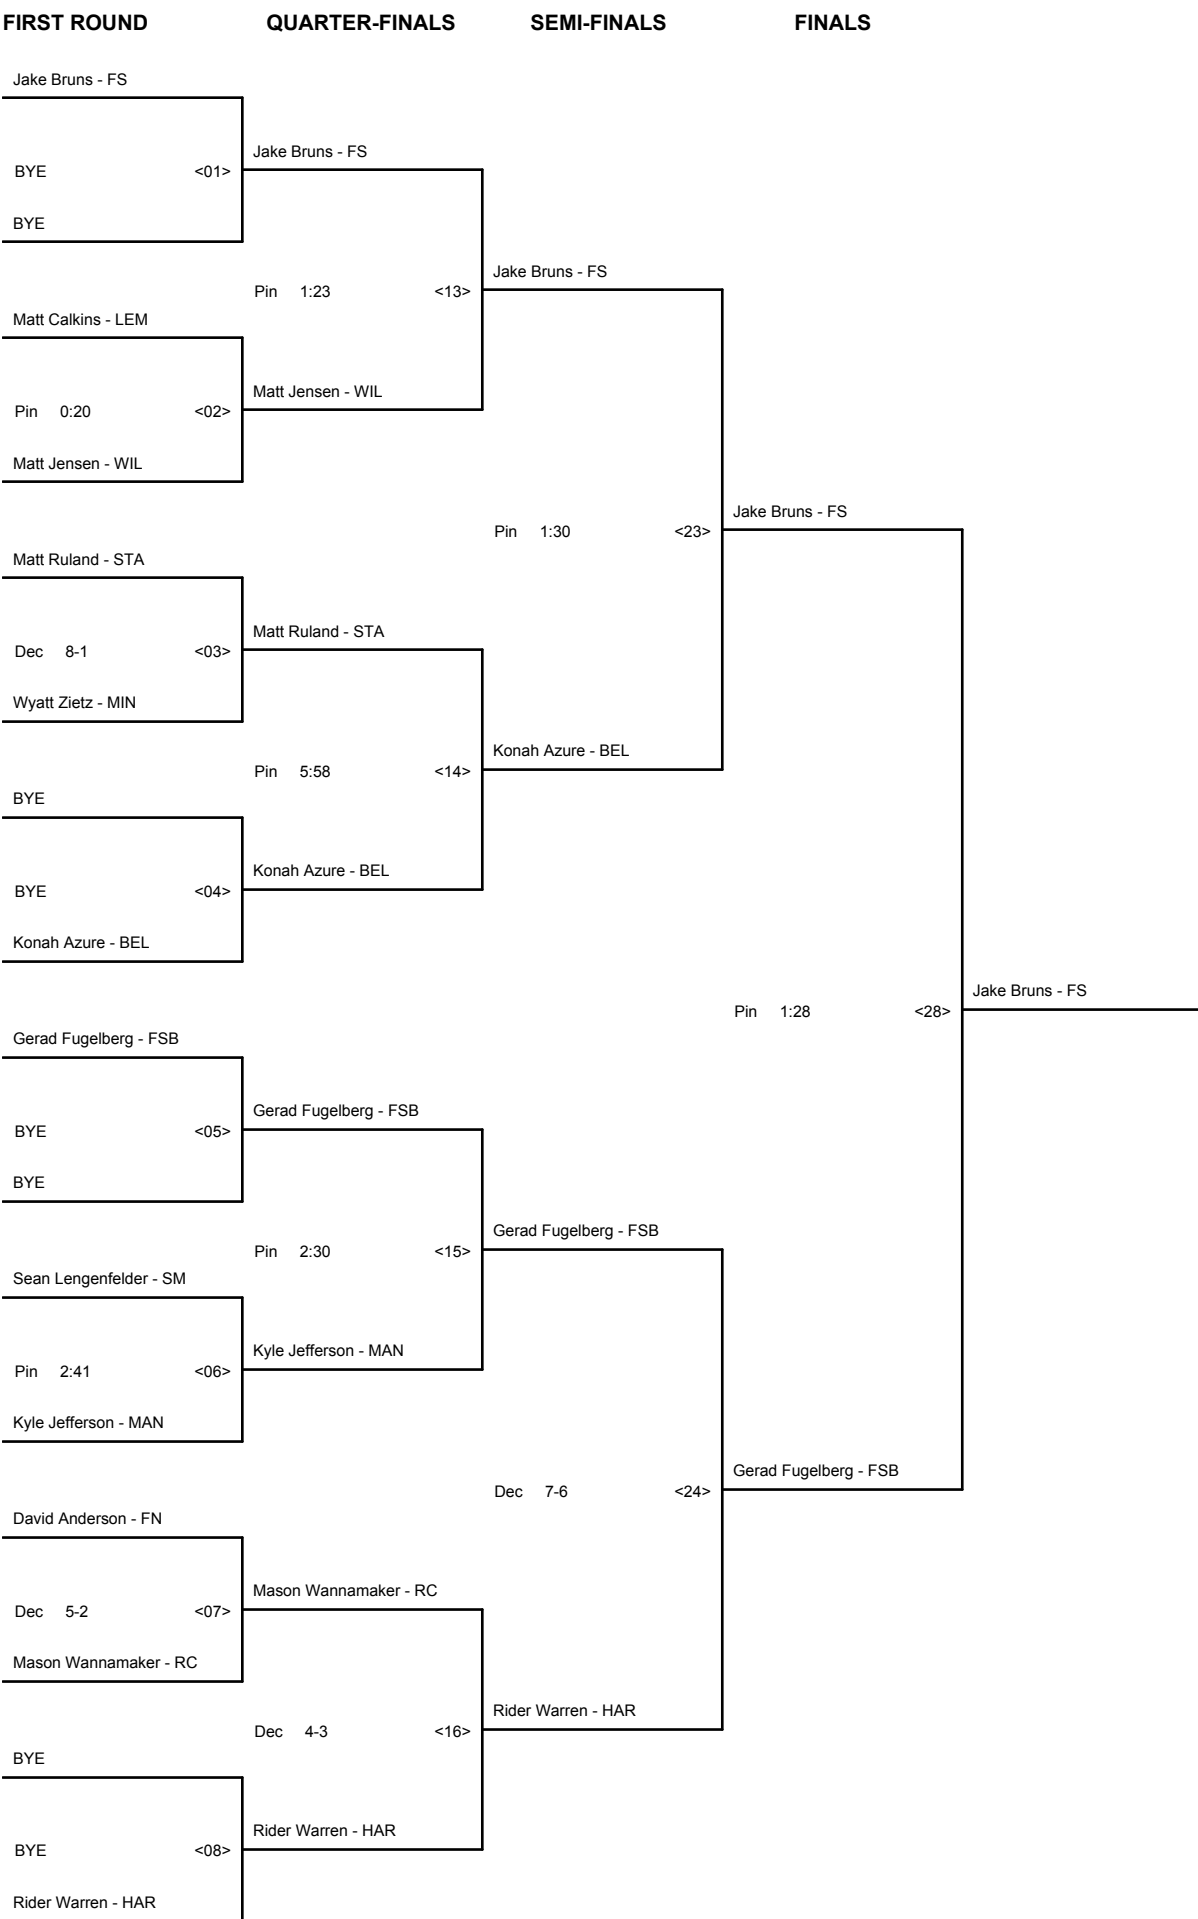 FIRST ROUND QUARTER-FINALS SEMI-FINALS FINALS
Jake Bruns - FS
Jake Bruns - FS
BYE <01>
BYE
Jake Bruns - FS
Pin 1:23 <13>
Matt Calkins - LEM
Matt Jensen - WIL
Pin 0:20 <02>
Matt Jensen - WIL
Jake Bruns - FS
Pin 1:30 <23>
Matt Ruland - STA
Matt Ruland - STA
Dec 8-1 <03>
Wyatt Zietz - MIN
Konah Azure - BEL
Pin 5:58 <14>
BYE
Konah Azure - BEL
BYE <04>
Konah Azure - BEL
Jake Bruns - FS
Pin 1:28 <28>
Gerad Fugelberg - FSB
Gerad Fugelberg - FSB
BYE <05>
BYE
Gerad Fugelberg - FSB
Pin 2:30 <15>
Sean Lengenfelder - SM
Kyle Jefferson - MAN
Pin 2:41 <06>
Kyle Jefferson - MAN
Gerad Fugelberg - FSB
Dec 7-6 <24>
David Anderson - FN
Mason Wannamaker - RC
Dec 5-2 <07>
Mason Wannamaker - RC
Rider Warren - HAR
Dec 4-3 <16>
BYE
Rider Warren - HAR
BYE <08>
Rider Warren - HAR